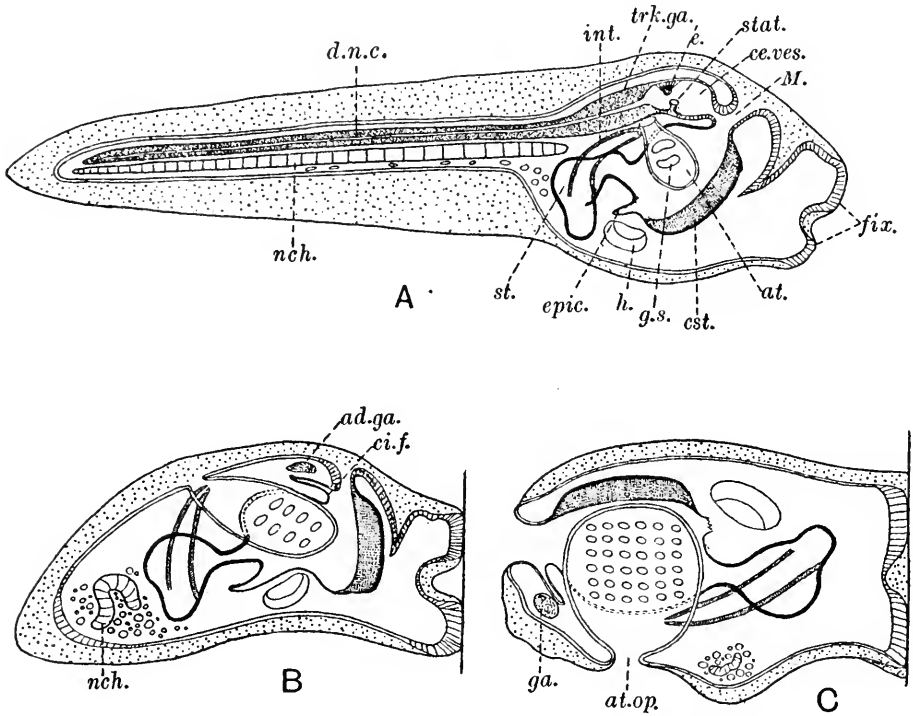 trk.ga.
int.
e.
stat.
ce.ves.
M.
d.n.c.
nch.
st.
epic.
h.
g.s.
cst.
at.
fix.
A
ad.ga.
ci.f.
nch.
B
ga.
at.op.
C